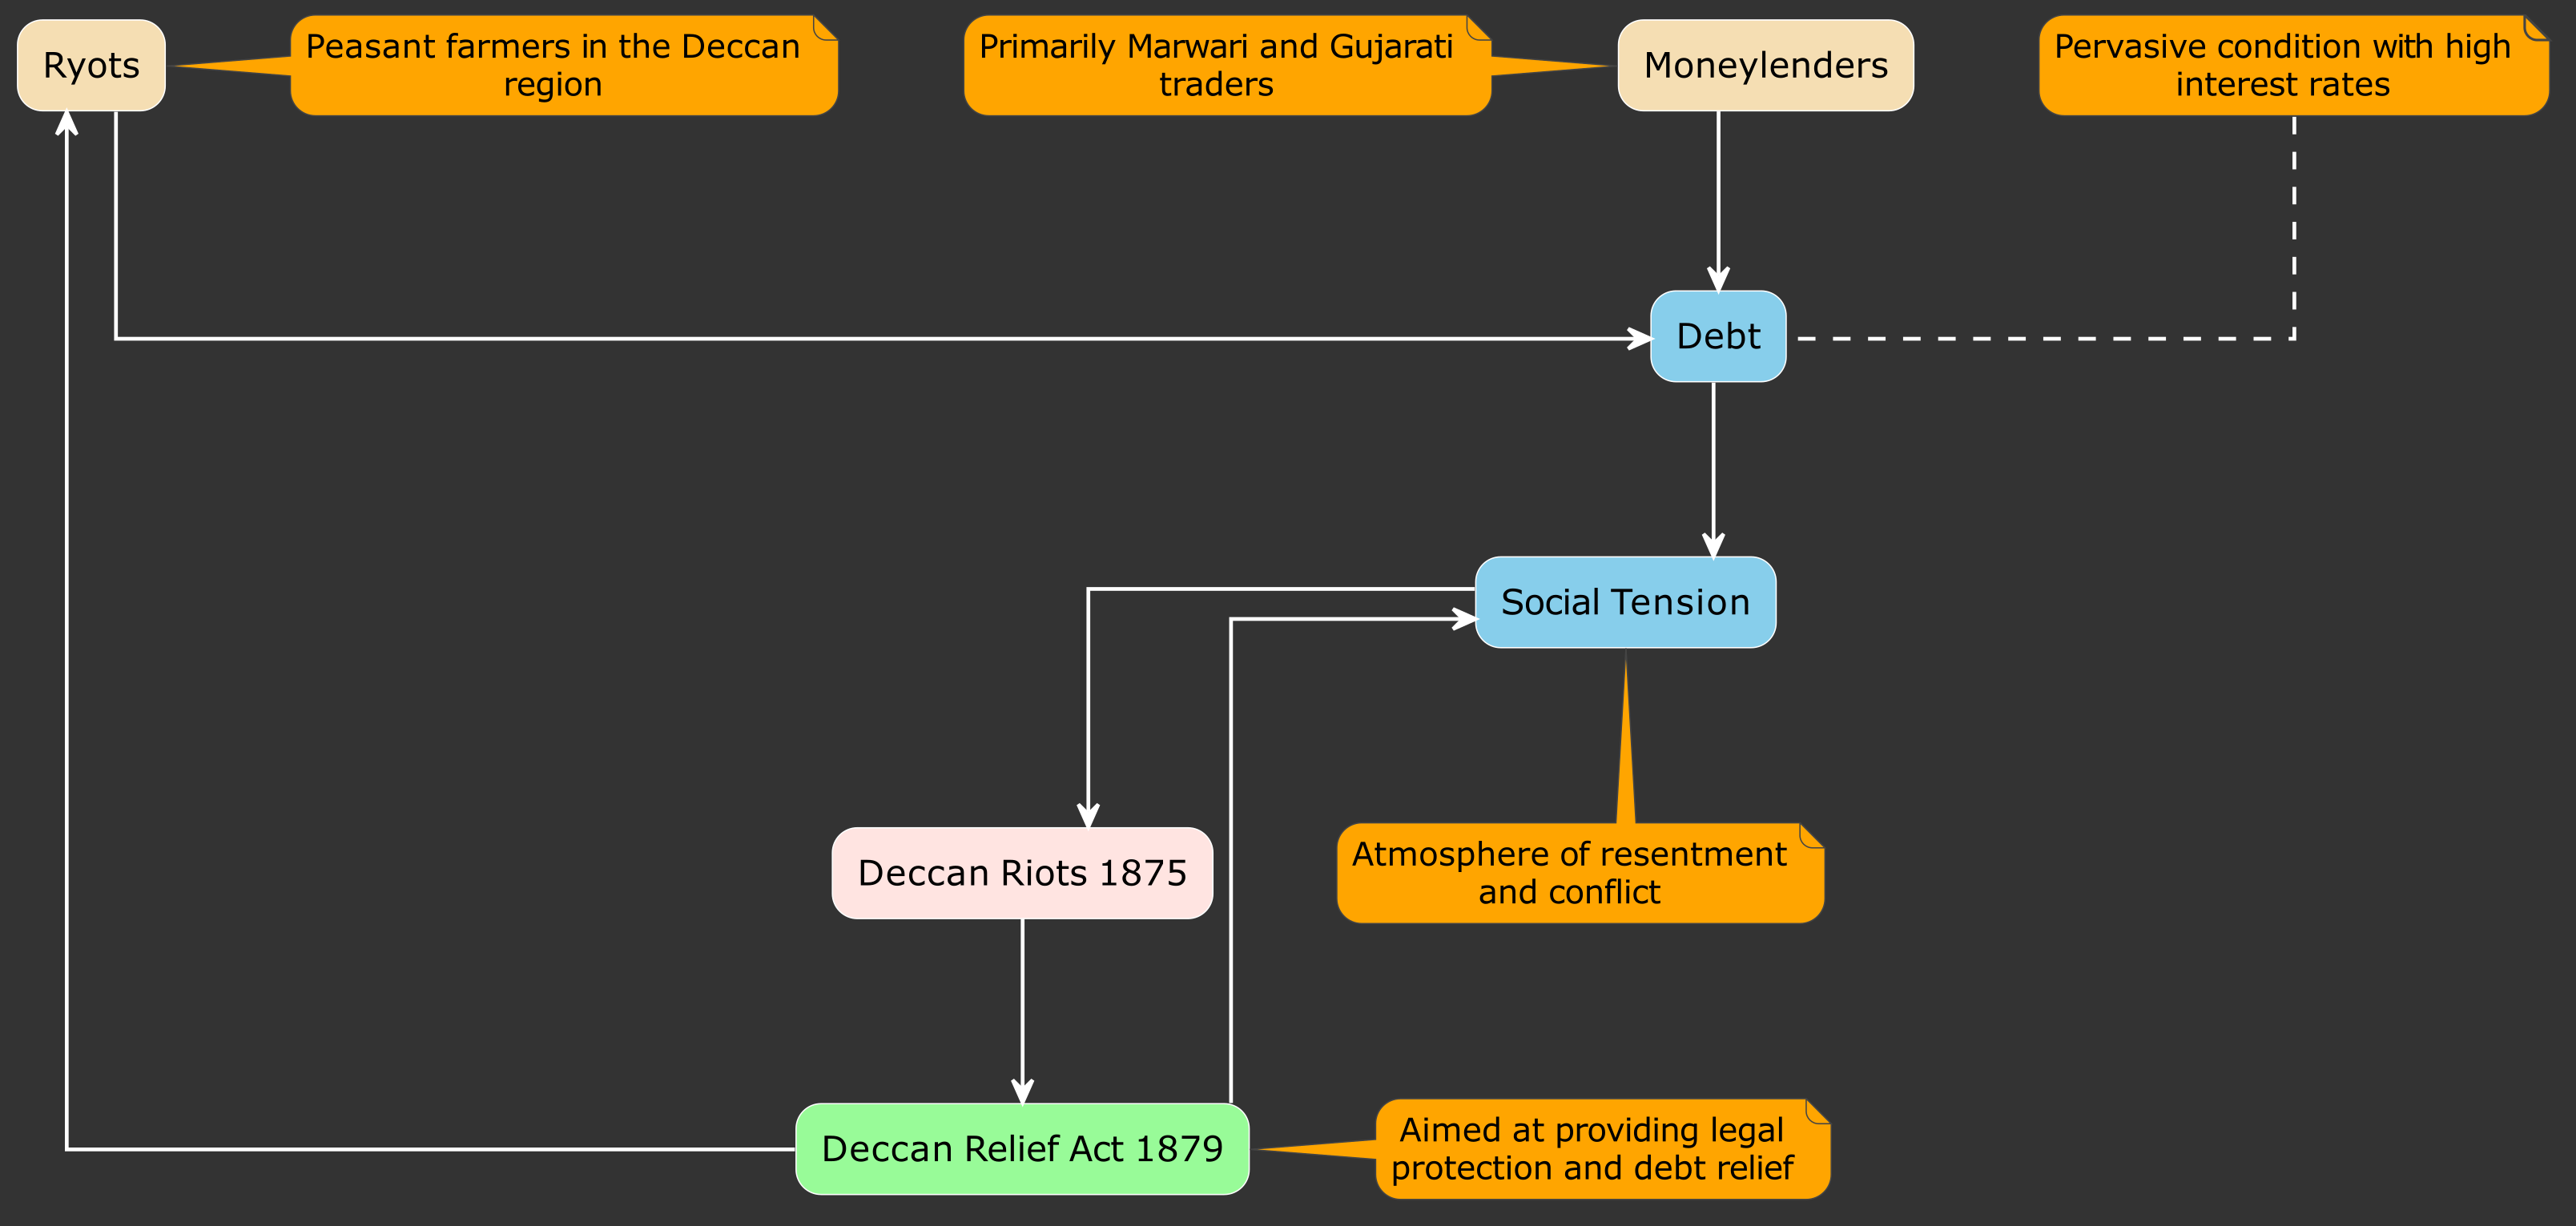 Ryots
Peasant farmers in the Deccan
region
Primarily Marwari and Gujarati
traders
Moneylenders
Pervasive condition with high
interest rates
Debt
Social Tension
Deccan Riots 1875
Atmosphere of resentment
and conflict
Deccan Relief Act 1879
Aimed at providing legal
protection and debt relief